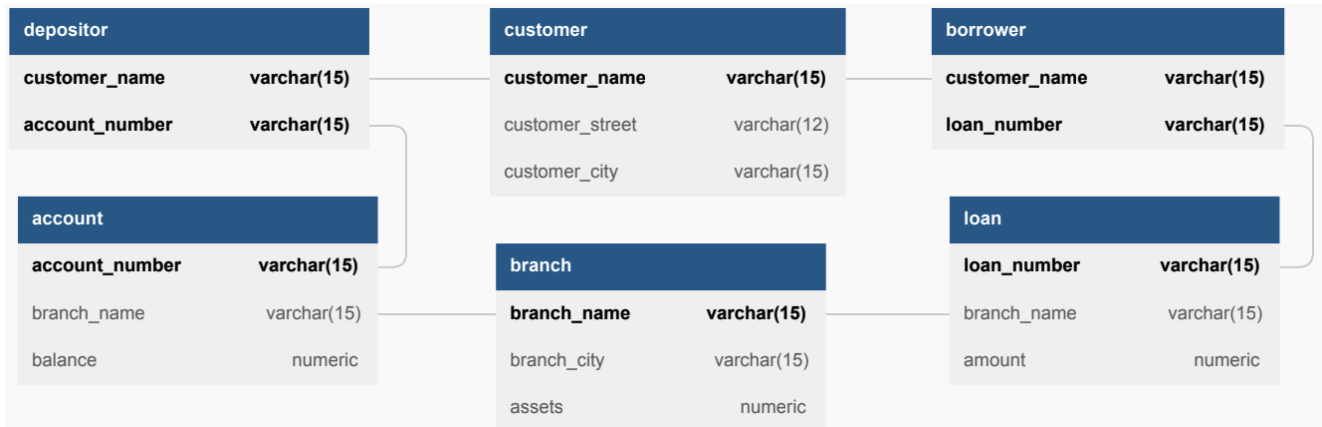 depositor
customer_name varchar(15)
account_number varchar(15)
customer
customer_name varchar(15)
customer_street varchar(12)
customer_city varchar(15)
borrower
customer_name varchar(15)
loan_number varchar(15)
account
account_number varchar(15)
branch_name varchar(15)
balance numeric
branch
branch_name varchar(15)
branch_city varchar(15)
assets numeric
loan
loan_number varchar(15)
branch_name varchar(15)
amount numeric